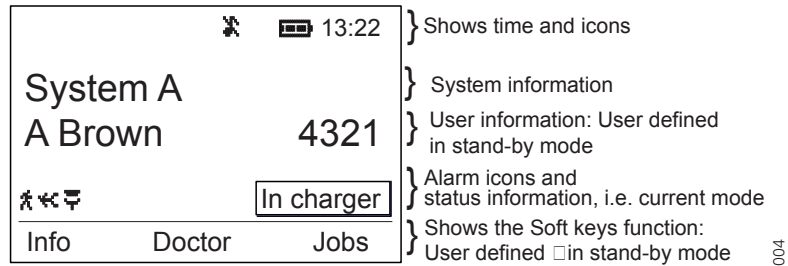 13:22 } Shows time and icons
System A } System information
A Brown 4321 } User information: User defined
in stand-by mode
In charger } Alarm icons and
status information, i.e. current mode
Info Doctor Jobs } Shows the Soft keys function:
User defined □in stand-by mode
004